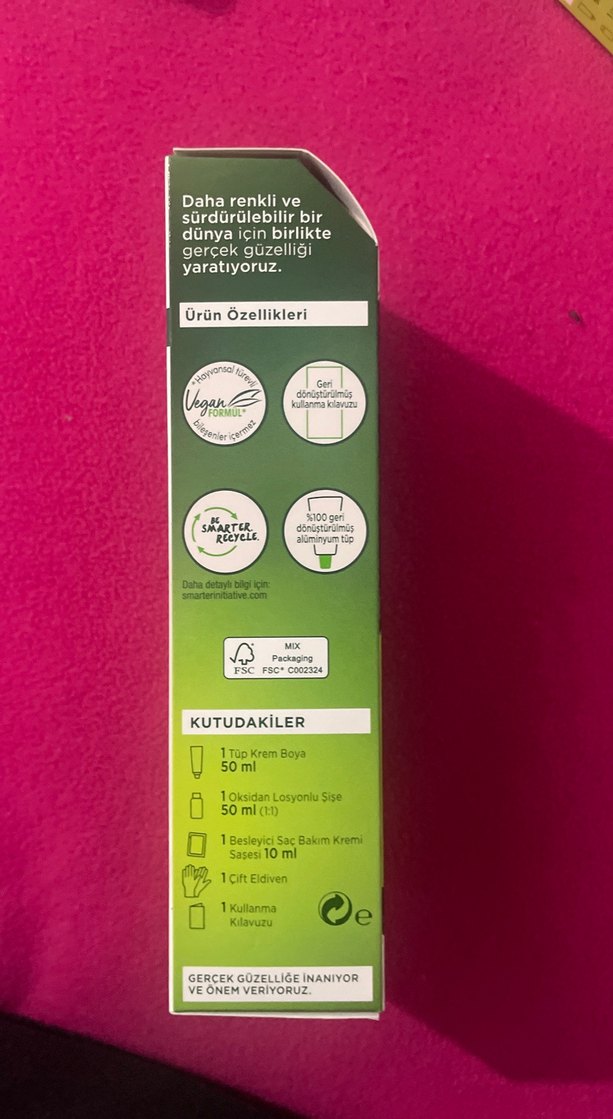 Daha renkli ve
sürdürülebilir bir
dünya için birlikte
gerçek güzelliği
yaratıyoruz.
Ürün Özellikleri
*Hayvansal türevli
Vegan
FORMÜL*
bileşenler içermez
Geri
dönüştürülmüş
kullanma kılavuzu
BE
SMARTER.
RECYCLE.
%100 geri
dönüştürülmüş
alüminyum tüp
Daha detaylı bilgi için:
smarterinitiative.com
FSC
MIX
Packaging
FSC® C002324
KUTUDAKİLER
1 Tüp Krem Boya
50 ml
1 Oksidan Losyonlu Şişe
50 ml (1:1)
1 Besleyici Saç Bakım Kremi
Saşesi 10 ml
1 Çift Eldiven
1 Kullanma
Kılavuzu
e
GERÇEK GÜZELLİĞE İNANIYOR
VE ÖNEM VERİYORUZ.